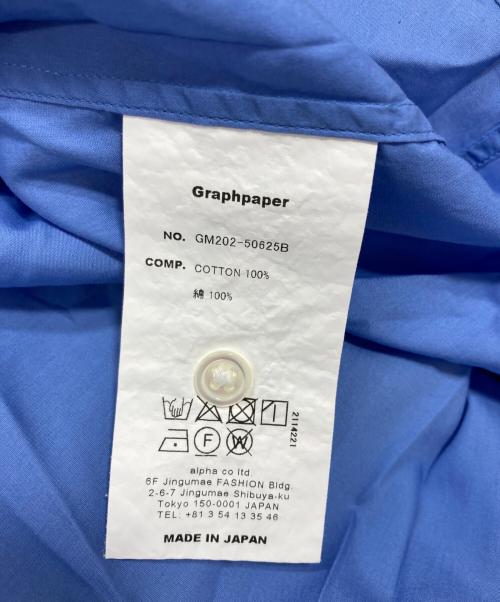 Graphpaper
NO. GM202-50625B
COMP. COTTON 100%
綿 100%
F
W
2114221
alpha co ltd.
6F Jingumae FASHION Bldg.
2-6-7 Jingumae Shibuya-ku
Tokyo 150-0001 JAPAN
TEL: +81 3 54 13 35 46
MADE IN JAPAN